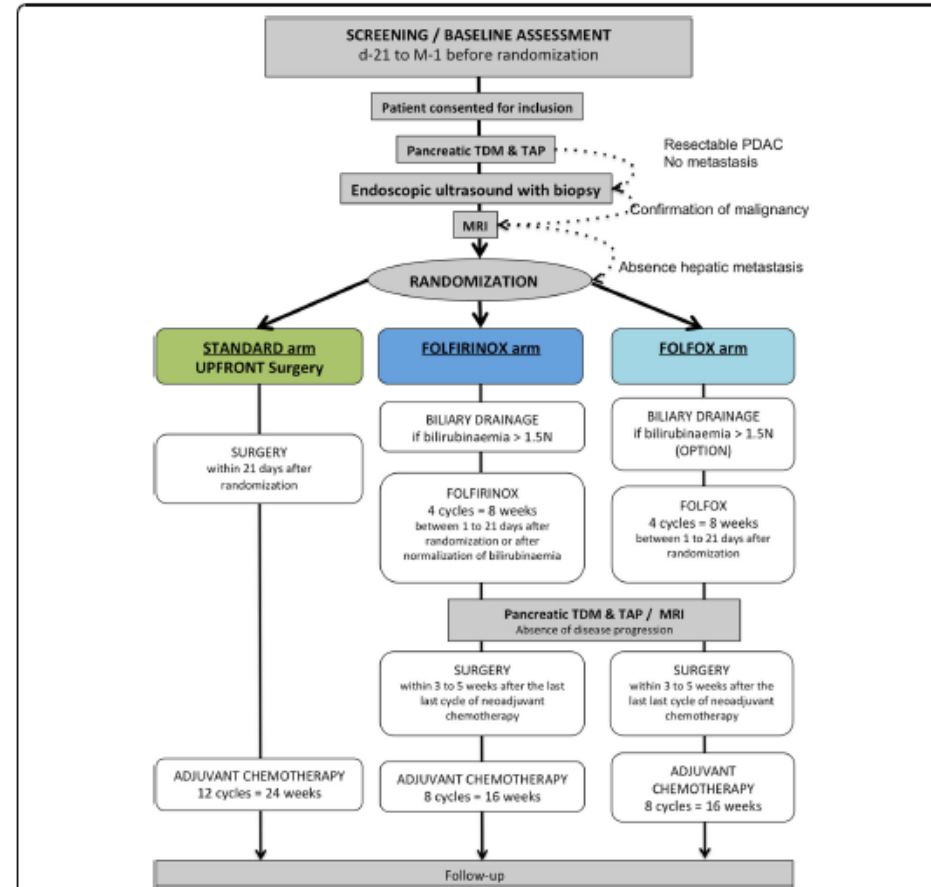 SCREENING / BASELINE ASSESSMENT
d-21 to M-1 before randomization
Patient consented for inclusion
Pancreatic TDM & TAP
Resectable PDAC
No metastasis
Endoscopic ultrasound with biopsy
Confirmation of malignancy
MRI
Absence hepatic metastasis
RANDOMIZATION
STANDARD arm
UPFRONT Surgery
SURGERY
within 21 days after
randomization
ADJUVANT CHEMOTHERAPY
12 cycles = 24 weeks
FOLFIRINOX arm
BILIARY DRAINAGE
if bilirubinaemia > 1.5N
FOLFIRINOX
4 cycles = 8 weeks
between 1 to 21 days after
randomization or after
normalization of bilirubinaemia
FOLFOX arm
BILIARY DRAINAGE
if bilirubinaemia > 1.5N
(OPTION)
FOLFOX
4 cycles = 8 weeks
between 1 to 21 days after
randomization
Pancreatic TDM & TAP / MRI
Absence of disease progression
SURGERY
within 3 to 5 weeks after the last
last cycle of neoadjuvant
chemotherapy
ADJUVANT CHEMOTHERAPY
8 cycles = 16 weeks
SURGERY
within 3 to 5 weeks after the
last last cycle of neoadjuvant
chemotherapy
ADJUVANT
CHEMOTHERAPY
8 cycles = 16 weeks
Follow-up